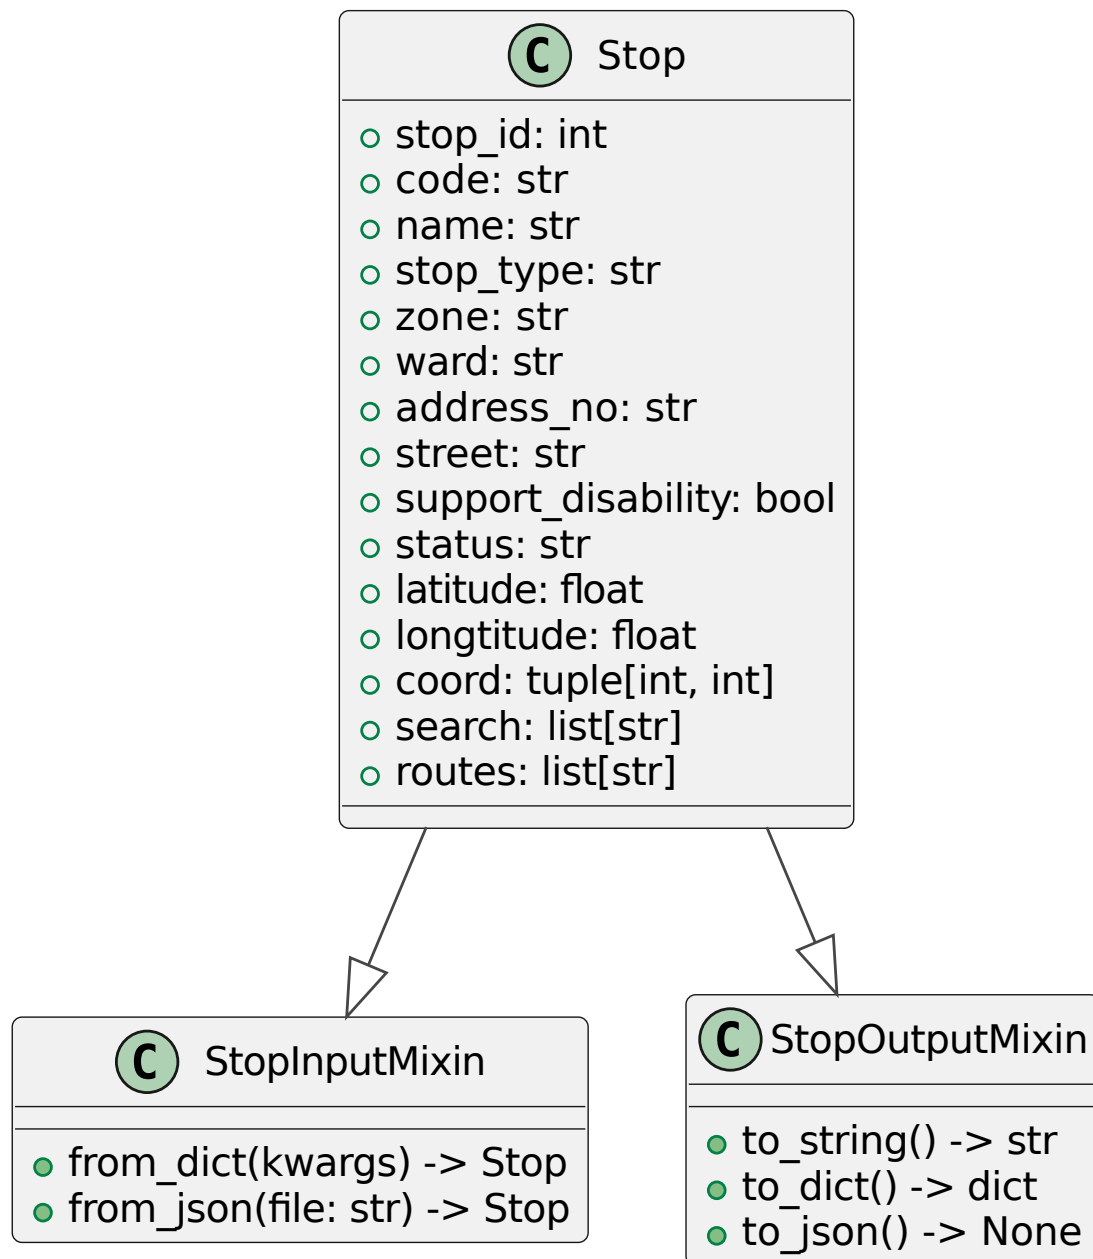 C Stop
stop_id: int
code: str
name: str
stop_type: str
zone: str
ward: str
address_no: str
street: str
support_disability: bool
status: str
latitude: float
longtitude: float
coord: tuple[int, int]
search: list[str]
routes: list[str]
C StopInputMixin
from_dict(kwargs) -> Stop
from_json(file: str) -> Stop
C StopOutputMixin
to_string() -> str
to_dict() -> dict
to_json() -> None